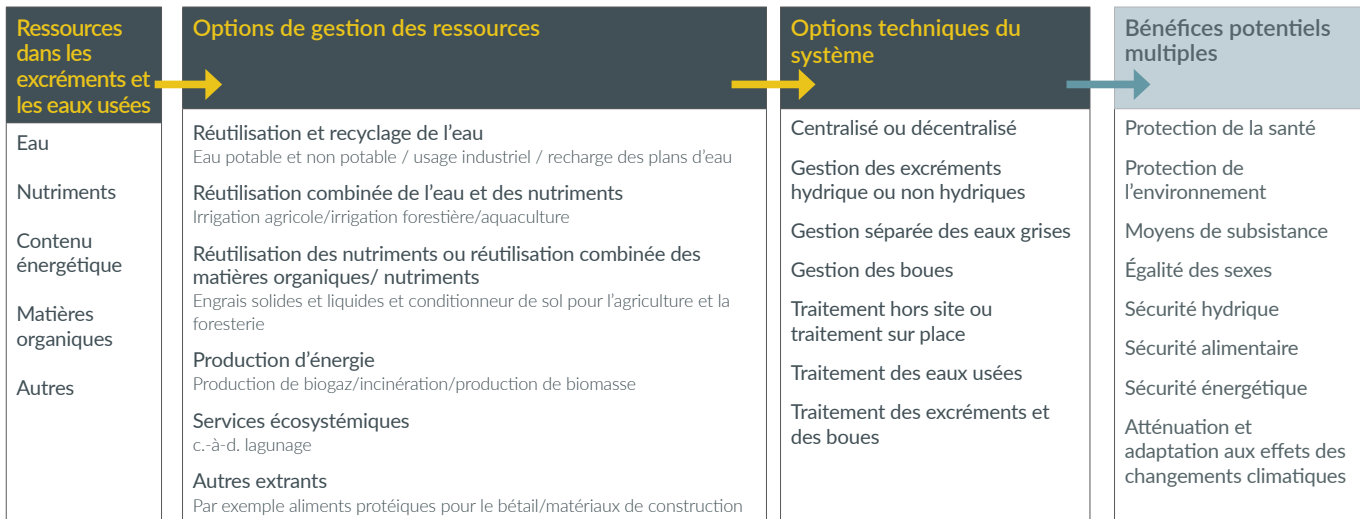 Ressources
dans les
excréments et
les eaux usées
Eau
Nutriments
Contenu
énergétique
Matières
organiques
Autres
Options de gestion des ressources
Réutilisation et recyclage de l'eau
Eau potable et non potable / usage industriel / recharge des plans d'eau
Réutilisation combinée de l'eau et des nutriments
Irrigation agricole/irrigation forestière/aquaculture
Réutilisation des nutriments ou réutilisation combinée des
matières organiques/ nutriments
Engrais solides et liquides et conditionneur de sol pour l'agriculture et la
foresterie
Production d'énergie
Production de biogaz/incinération/production de biomasse
Services écosystémiques
c.-à-d. lagunage
Autres extrants
Par exemple aliments protéiques pour le bétail/matériaux de construction
Options techniques du
système
Centralisé ou décentralisé
Gestion des excréments
hydrique ou non hydriques
Gestion séparée des eaux grises
Gestion des boues
Traitement hors site ou
traitement sur place
Traitement des eaux usées
Traitement des excréments et
des boues
Bénéfices potentiels
multiples
Protection de la santé
Protection de
l'environnement
Moyens de subsistance
Égalité des sexes
Sécurité hydrique
Sécurité alimentaire
Sécurité énergétique
Atténuation et
adaptation aux effets des
changements climatiques